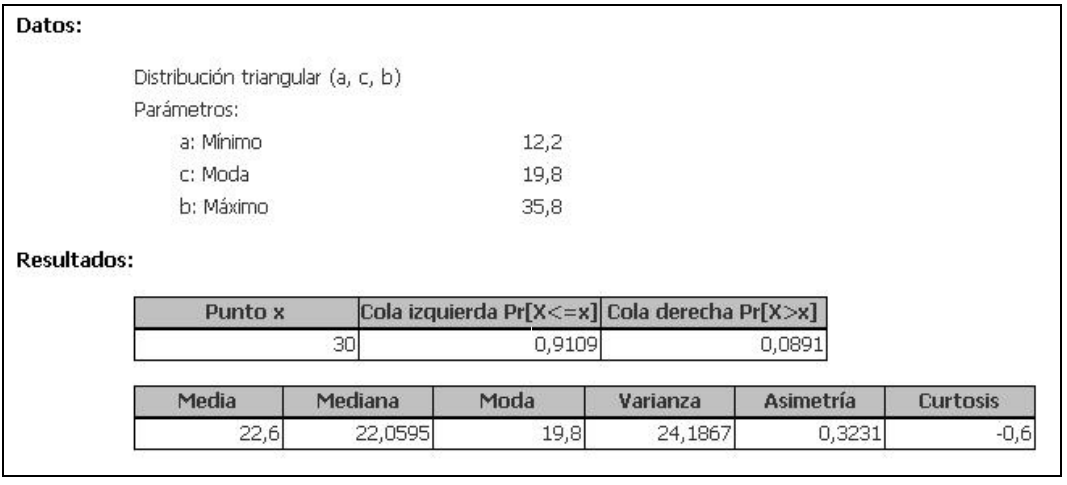 Datos:
Distribución triangular (a, c, b)
Parámetros:
a: Mínimo 12,2
c: Moda 19,8
b: Máximo 35,8
Resultados:
Punto x Cola izquierda Pr[X<=x] Cola derecha Pr[X>x]
30 0,9109 0,0891
Media Mediana Moda Varianza Asimetría Curtosis
22,6 22,0595 19,8 24,1867 0,3231 -0,6